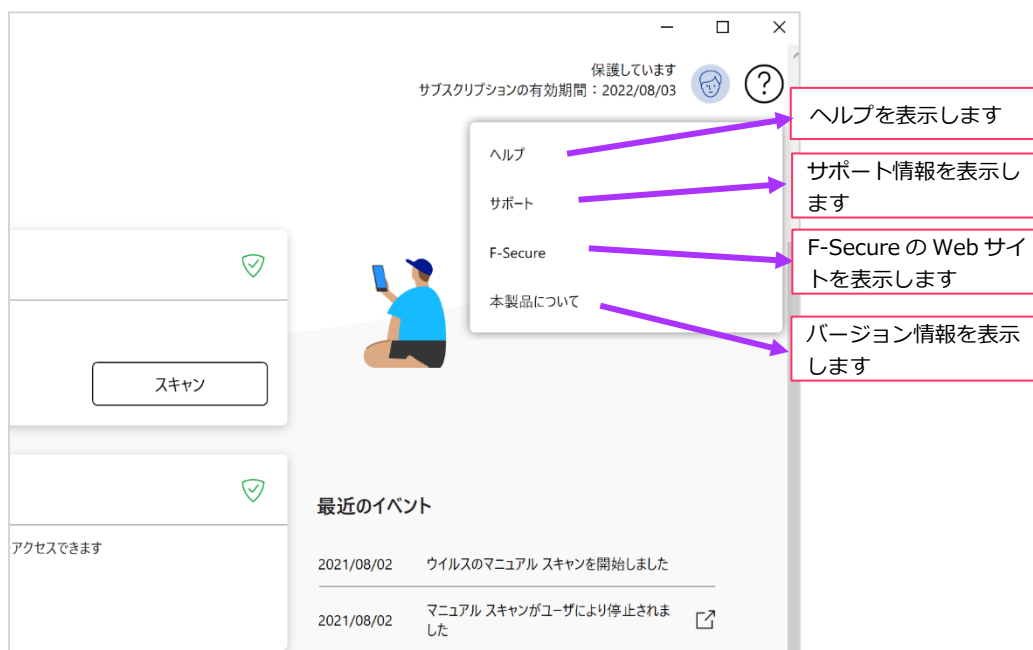 保護しています
サブスクリプションの有効期間：2022/08/03
?
ヘルプ
ヘルプを表示します
サポート
サポート情報を表示し
ます
F-Secure
F-Secure の Web サイ
トを表示します
本製品について
バージョン情報を表示
します
スキャン
最近のイベント
アクセスできます
2021/08/02 ウイルスのマニュアル スキャンを開始しました
2021/08/02 マニュアル スキャンがユーザにより停止されま
した